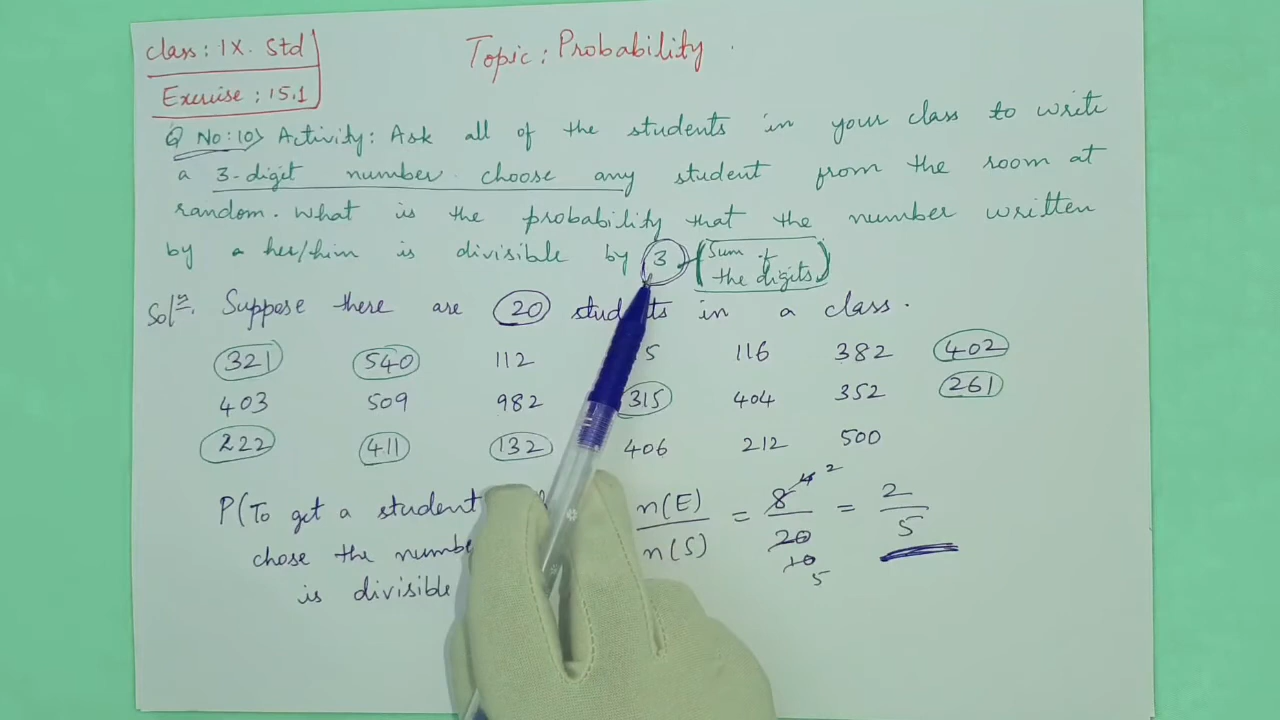 class: IX. Std
Topic: Probability.
Exercise: 15.1
Q No:10) Activity: Ask all of the students in your class to write
a 3-digit number. choose any student from the room at
random. What is the probability that the number written
by a her/him is divisible by 3 (Sum of
the digits)
Soln. Suppose there are 20 students in a class.
321 540 112 5 116 382 402
403 509 982 315 404 352 261
222 411 132 406 212 500
P(To get a student n(E)/n(S) = 8/20 = 2/5
4 2
10
5
chose the numbe
is divisible